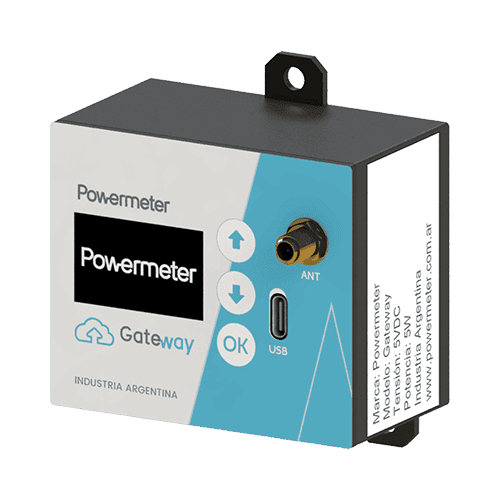 Powermeter
Powermeter
Gateway
INDUSTRIA ARGENTINA
OK
ANT
USB
Marca: Powermeter
Modelo: Gateway
Tensión: 5VDC
Potencia: 5W
Industria Argentina
www.powermeter.com.ar